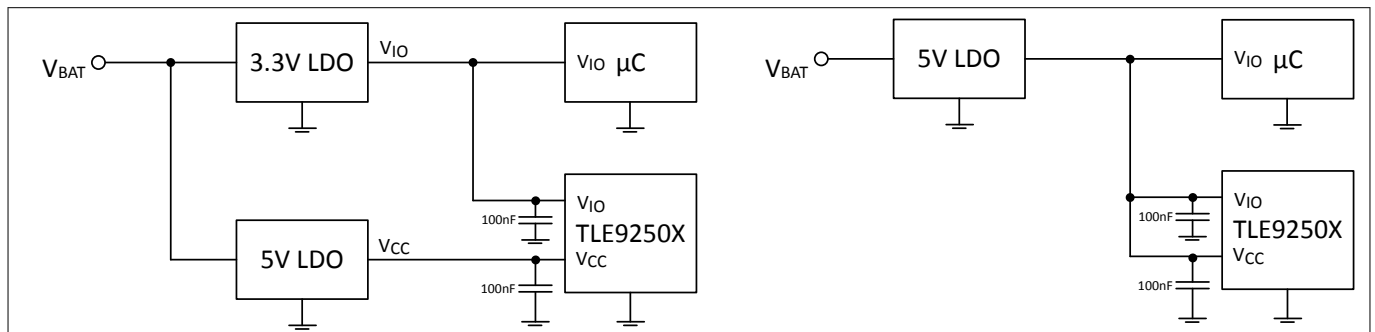 VBAT
3.3V LDO
VIO
VIO µC
100nF
VIO
TLE9250X
VCC
5V LDO
VCC
100nF
VBAT
5V LDO
VIO µC
100nF
VIO
TLE9250X
VCC
100nF